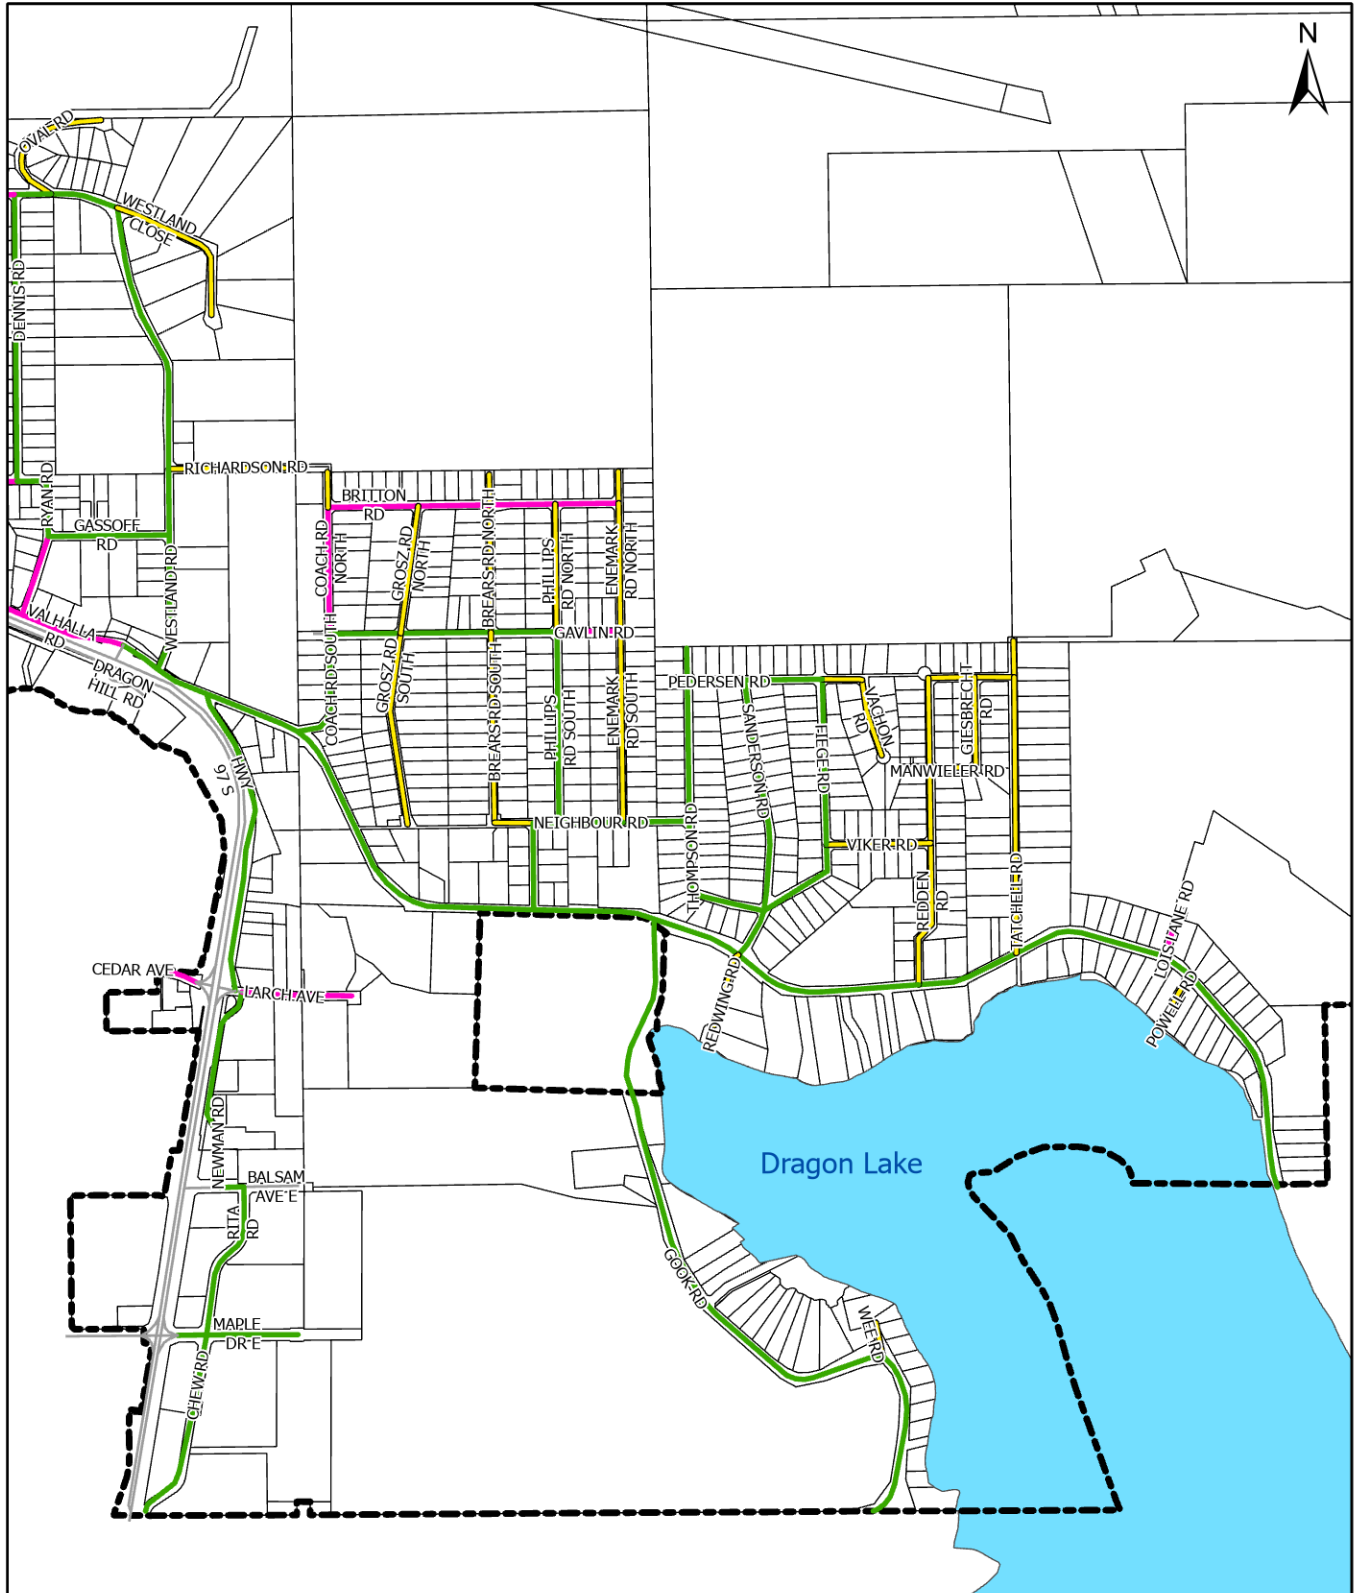 N
OVAL RD
WESTLAND
CLOSE
DENNIS RD
RICHARDSON RD
RYAN RD
GASSOFF
RD
WESTLAND RD
VALHALLA
RD
DRAGON
HILL RD
BRITTON
RD
COACH RD
NORTH
GROSZ RD
NORTH
BREARS RD NORTH
PHILLIPS
RD NORTH
ENEMARK
RD NORTH
GAVLIN RD
COACH RD SOUTH
GROSZ RD
SOUTH
BREARS RD SOUTH
PHILLIPS
RD SOUTH
ENEMARK
RD SOUTH
PEDERSEN RD
SANDERSON RD
FIEGE RD
VACHON
RD
GIESBRECHT
RD
MANWIELER RD
HWY
97 S
NEIGHBOUR RD
THOMPSON RD
VIKER RD
REDDEN
RD
TATCHELL RD
LOIS LANE RD
POWELL RD
REDWING RD
CEDAR AVE
LARCH AVE
NEWMAN RD
BALSAM
AVE E
RITA
RD
Dragon Lake
GOOK RD
WEE RD
MAPLE
DR E
CHEW RD